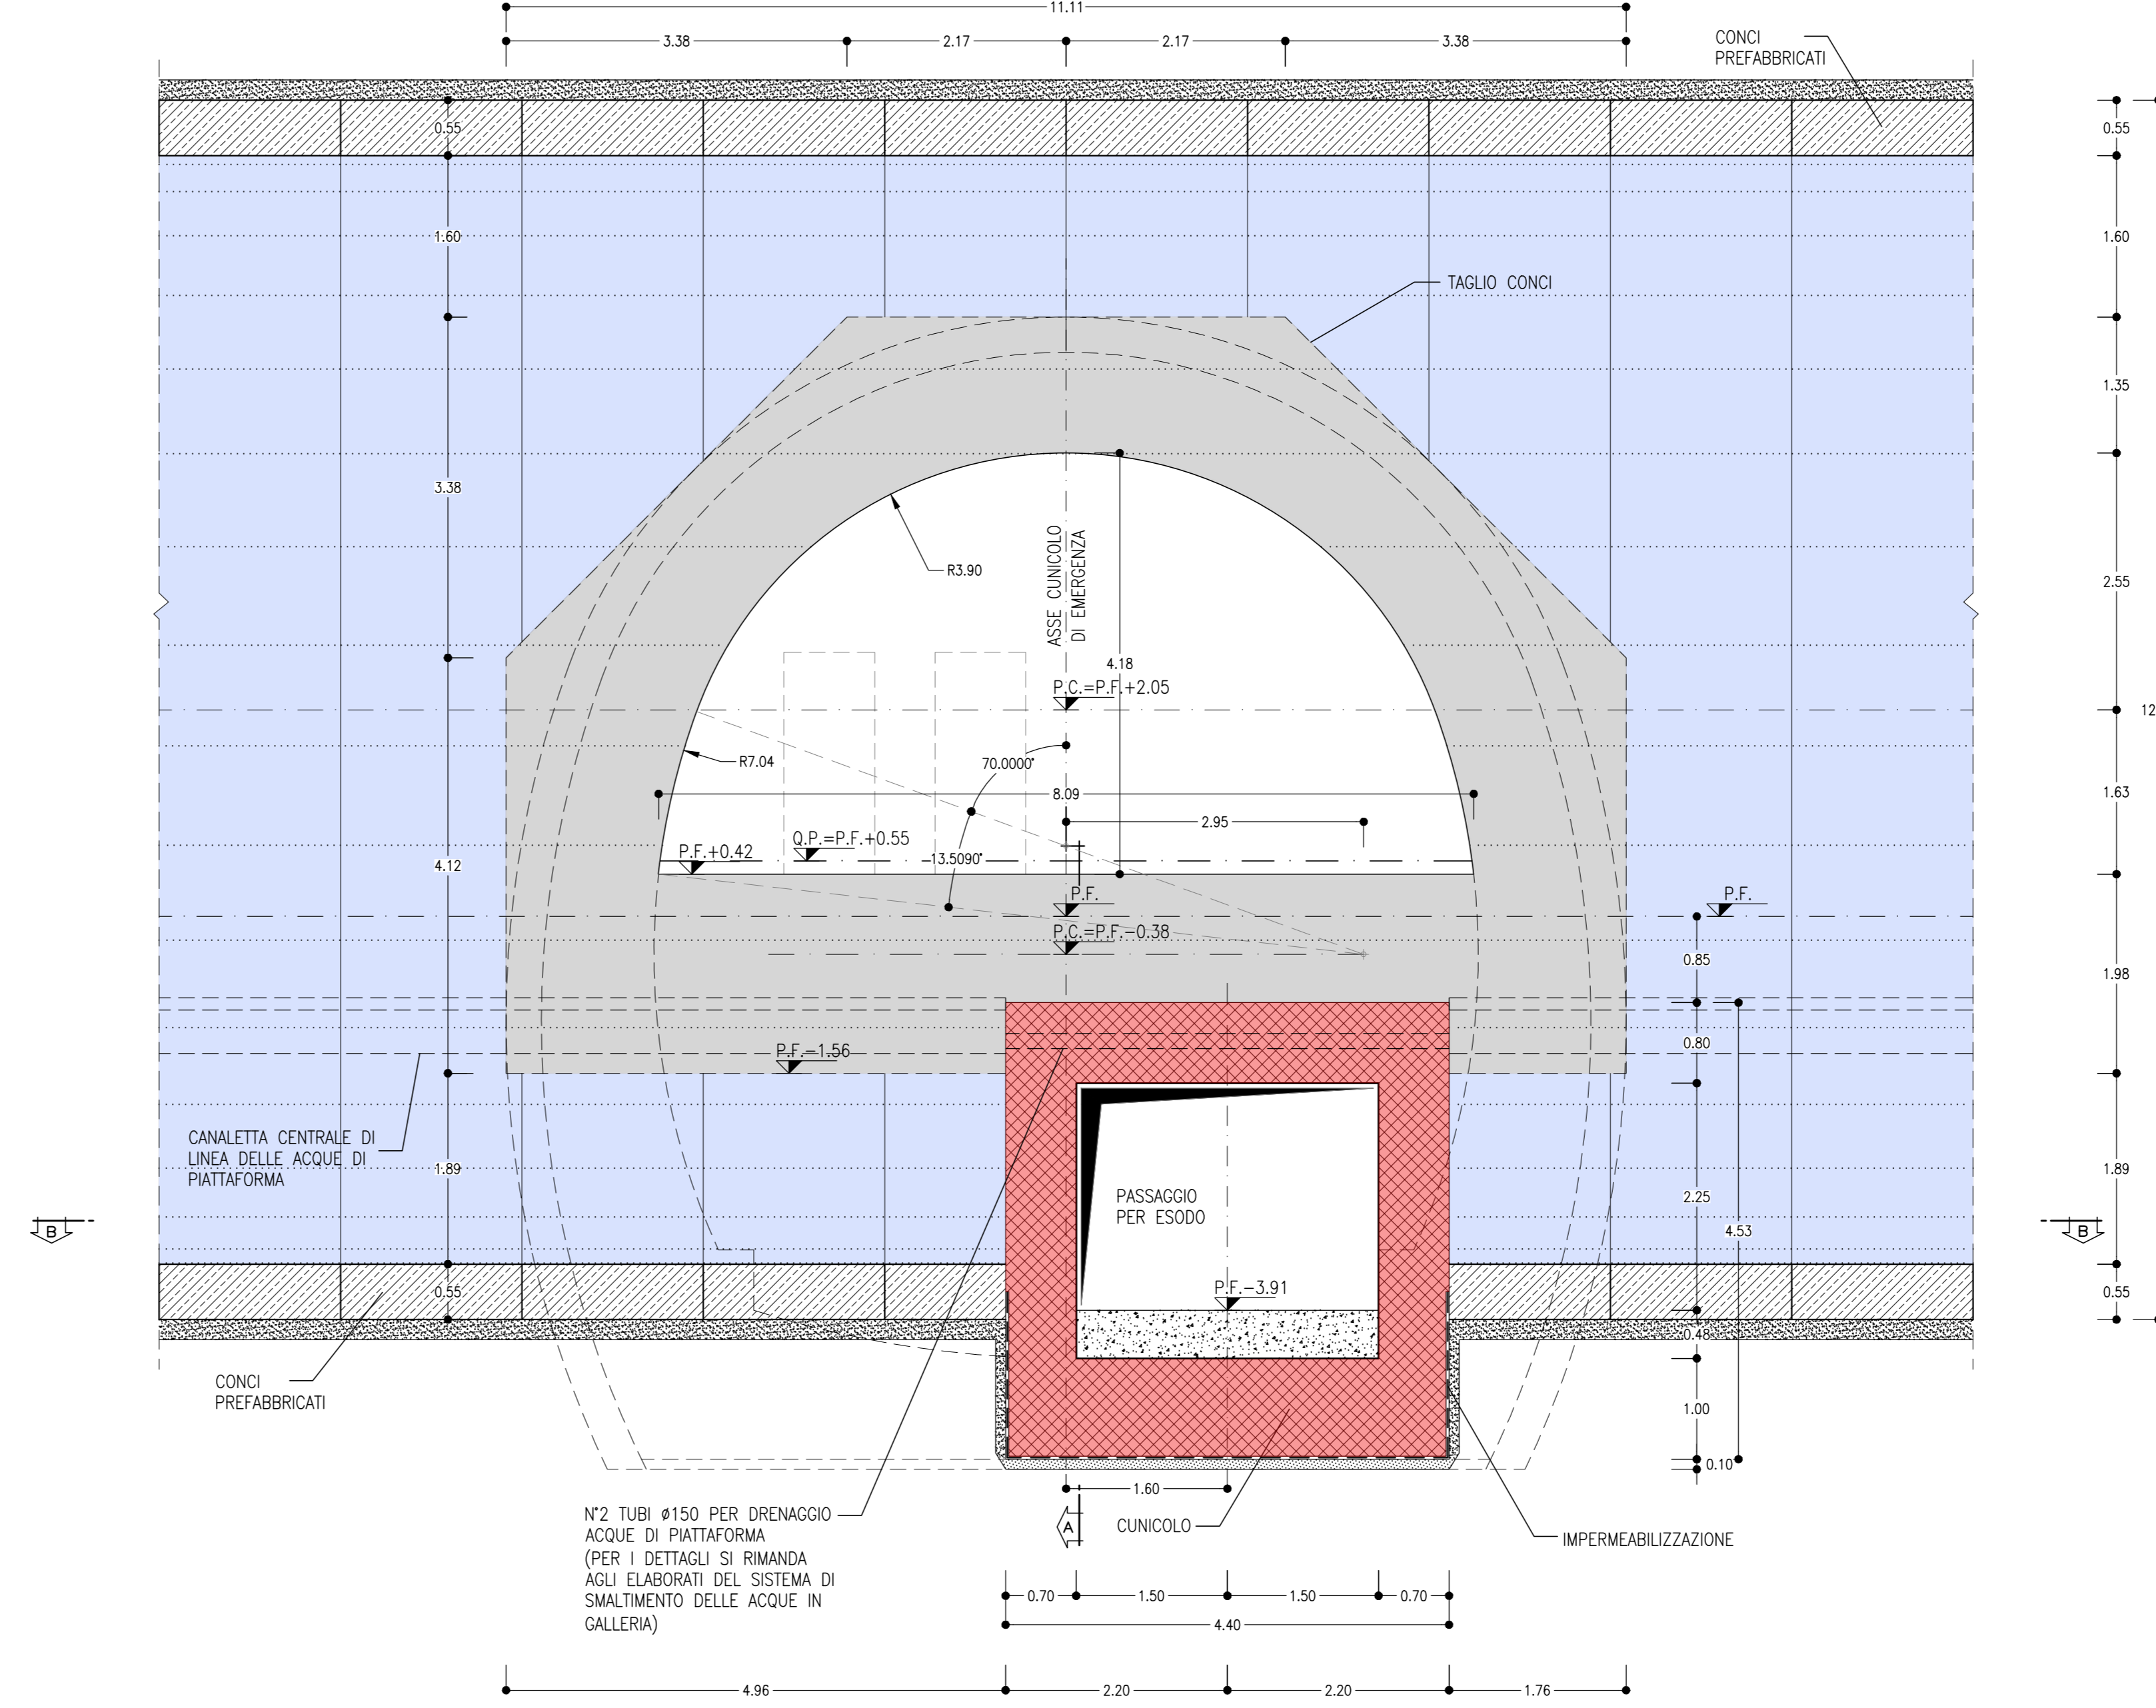 11.11
3.38
2.17
2.17
3.38
CONCI
PREFABBRICATI
0.55
0.55
1.60
1.60
TAGLIO CONCI
1.35
3.38
ASSE CUNICOLO
DI EMERGENZA
R3.90
2.55
4.18
P.C.=P.F.+2.05
12
R7.04
70.0000°
8.09
1.63
2.95
Q.P.=P.F.+0.55
P.F.+0.42
13.5090°
4.12
P.F.
P.F.
P.C.=P.F.-0.38
0.85
1.98
0.80
P.F.-1.56
CANALETTA CENTRALE DI
LINEA DELLE ACQUE DI
PIATTAFORMA
1.89
1.89
PASSAGGIO
PER ESODO
2.25
B
B
4.53
P.F.-3.91
0.55
0.55
0.48
CONCI
PREFABBRICATI
1.00
0.10
1.60
N°2 TUBI ø150 PER DRENAGGIO
ACQUE DI PIATTAFORMA
(PER I DETTAGLI SI RIMANDA
AGLI ELABORATI DEL SISTEMA DI
SMALTIMENTO DELLE ACQUE IN
GALLERIA)
A
CUNICOLO
IMPERMEABILIZZAZIONE
0.70
1.50
1.50
0.70
4.40
4.96
2.20
2.20
1.76